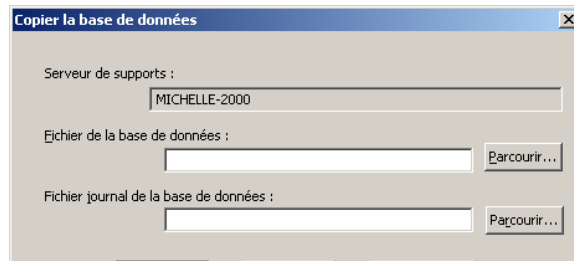 Copier la base de données
Serveur de supports :
MICHELLE-2000
Fichier de la base de données :
Parcourir...
Fichier journal de la base de données :
Parcourir...